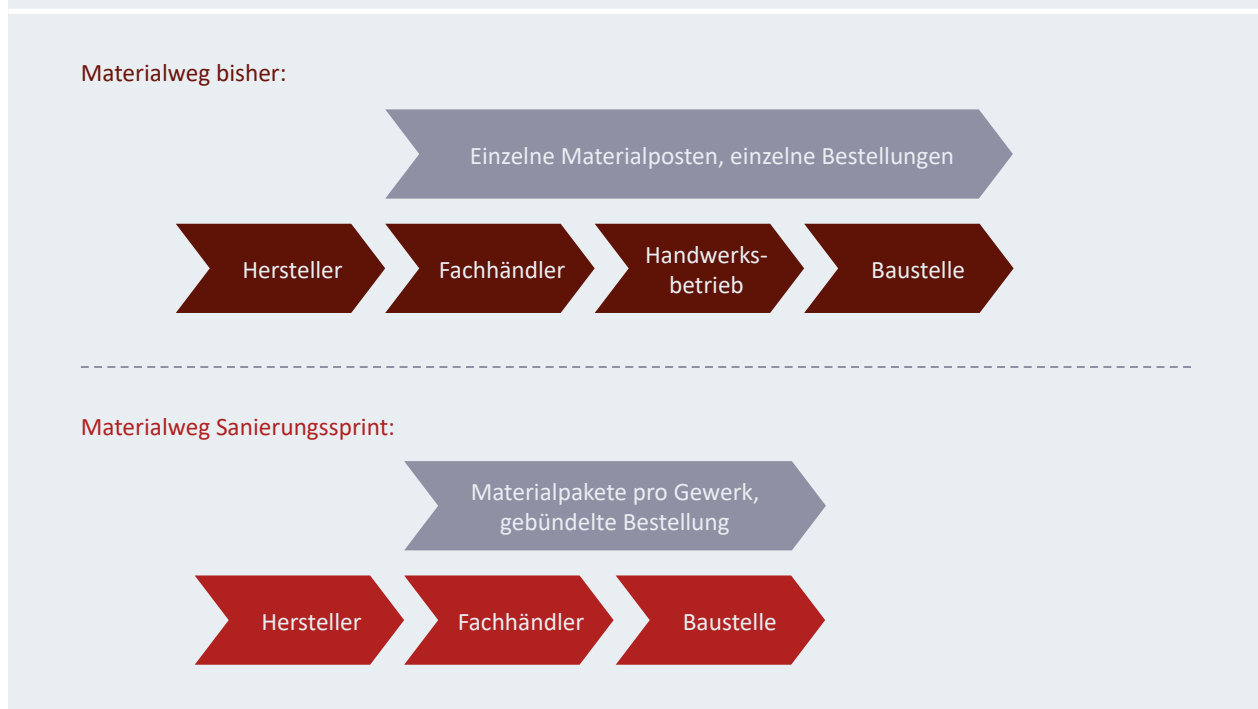 Materialweg bisher:
Einzelne Materialposten, einzelne Bestellungen
Hersteller
Fachhändler
Handwerks-
betrieb
Baustelle
Materialweg Sanierungssprint:
Materialpakete pro Gewerk,
gebündelte Bestellung
Hersteller
Fachhändler
Baustelle